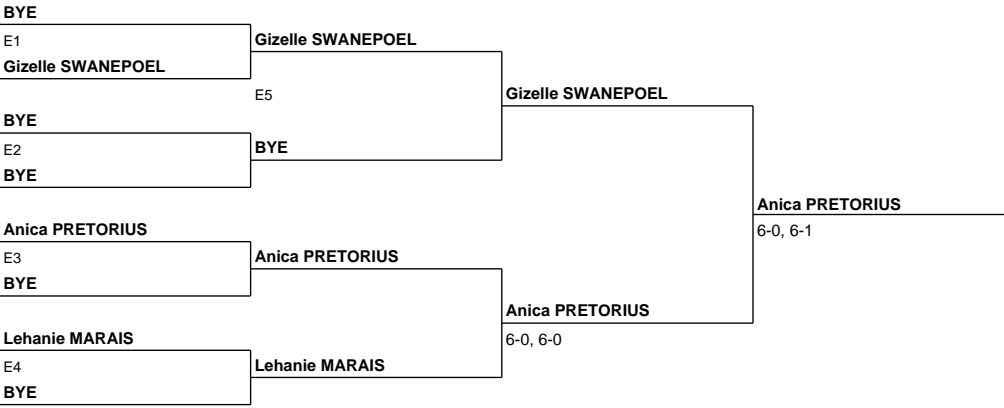 BYE
E1
Gizelle SWANEPOEL
Gizelle SWANEPOEL
E5
Gizelle SWANEPOEL
BYE
E2
BYE
BYE
Anica PRETORIUS
6-0, 6-1
Anica PRETORIUS
E3
BYE
Anica PRETORIUS
Anica PRETORIUS
6-0, 6-0
Lehanie MARAIS
E4
BYE
Lehanie MARAIS